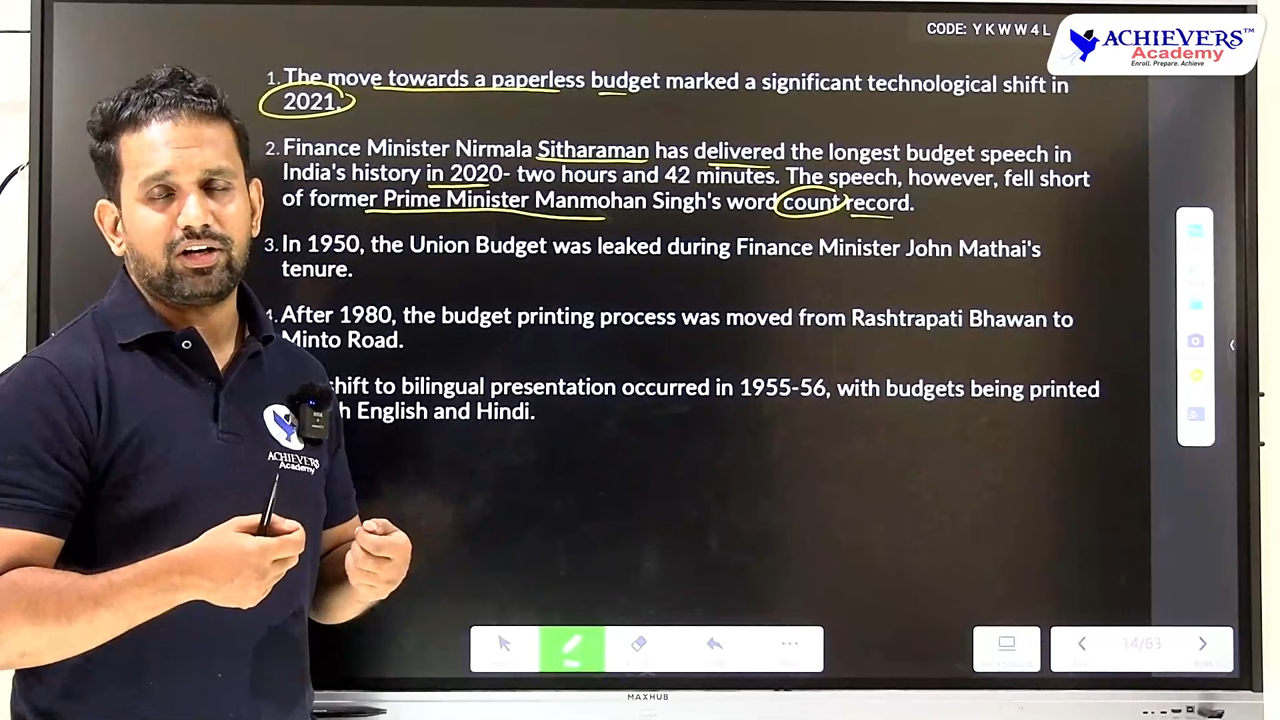 CODE: YKWW4L
ACHIEVERS™
Academy
Enroll. Prepare. Achieve
1. The move towards a paperless budget marked a significant technological shift in
2021.
2. Finance Minister Nirmala Sitharaman has delivered the longest budget speech in
India's history in 2020- two hours and 42 minutes. The speech, however, fell short
of former Prime Minister Manmohan Singh's word count record.
3. In 1950, the Union Budget was leaked during Finance Minister John Mathai's
tenure.
After 1980, the budget printing process was moved from Rashtrapati Bhawan to
Minto Road.
shift to bilingual presentation occurred in 1955-56, with budgets being printed
English and Hindi.
ACHIEVERS
Academy
14/63
MAXHUB